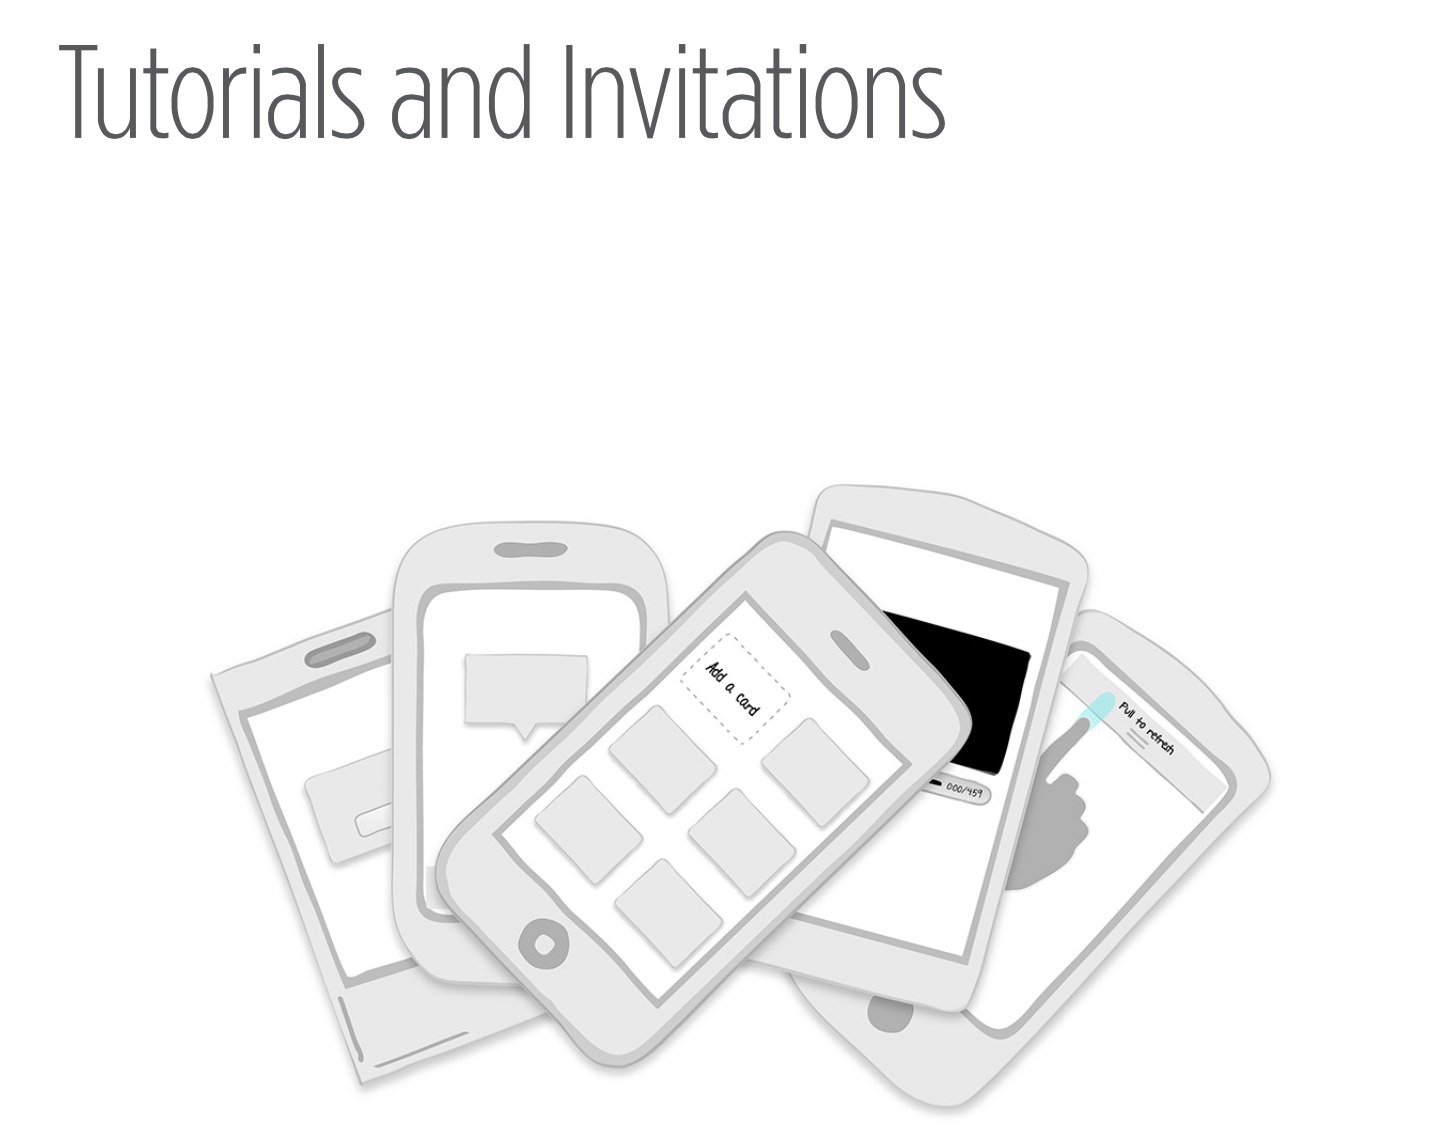 Tutorials and Invitations
Add a card
0:00/4:59
Pull to refresh